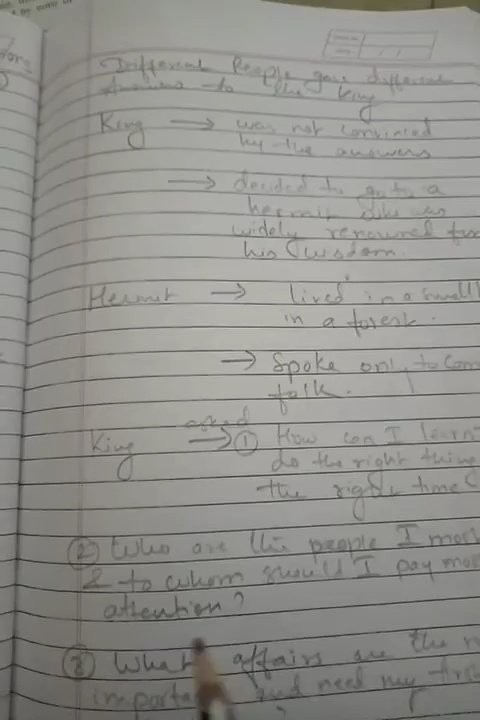 Different People gave different
Answers to the King
King → was not convinced
by the answers
→ decided to go to a
hermit who was
widely renowned for
his wisdom.
Hermit → lived in a small
in a forest.
→ Spoke only to com
folk.
asked
King → ① How can I learn
do the right thing
the right time
② Who are the people I most
& to whom should I pay mo
attention?
③ What affairs are the
important and need my first